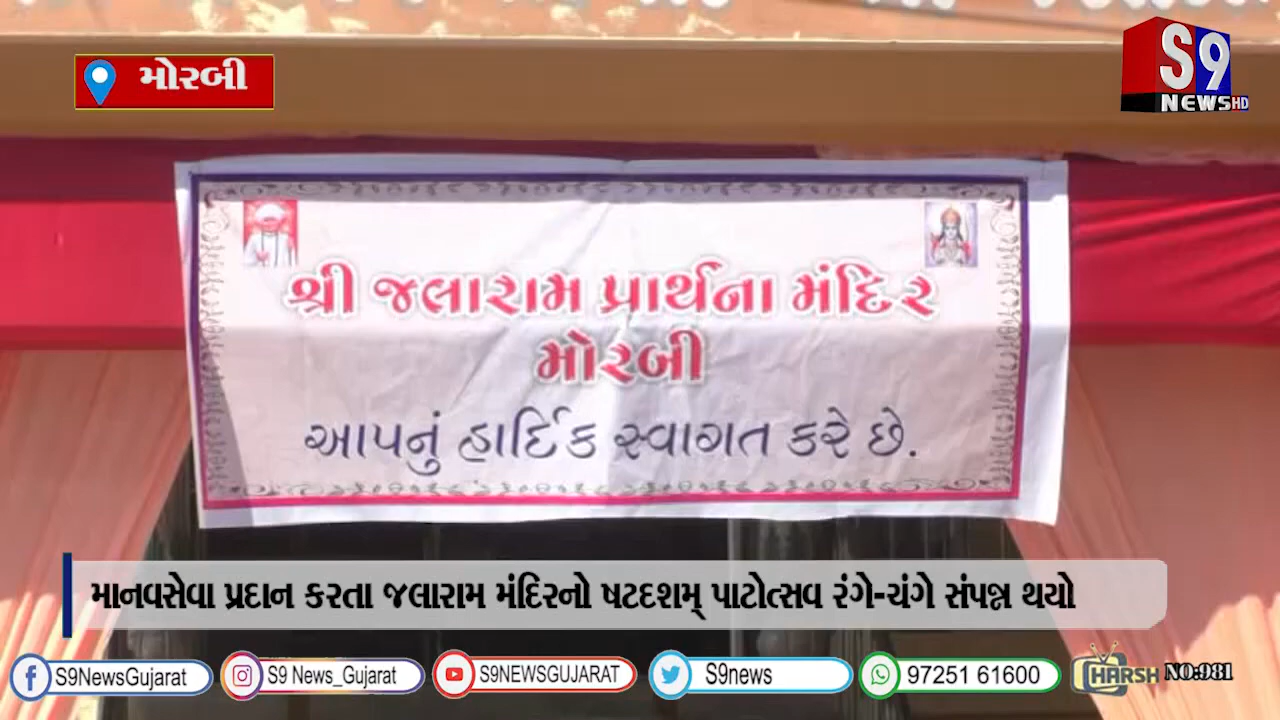 મોરબી
S9
NEWS HD
શ્રી જલારામ પ્રાર્થના મંદિર
મોરબી
આપનું હાર્દિક સ્વાગત કરે છે.
માનવસેવા પ્રદાન કરતા જલારામ મંદિરનો ષટદશમ્ પાટોત્સવ રંગે-ચંગે સંપન્ન થયો
S9NewsGujarat S9 News_Gujarat S9NEWSGUJARAT S9news 97251 61600 HARSH NO:981